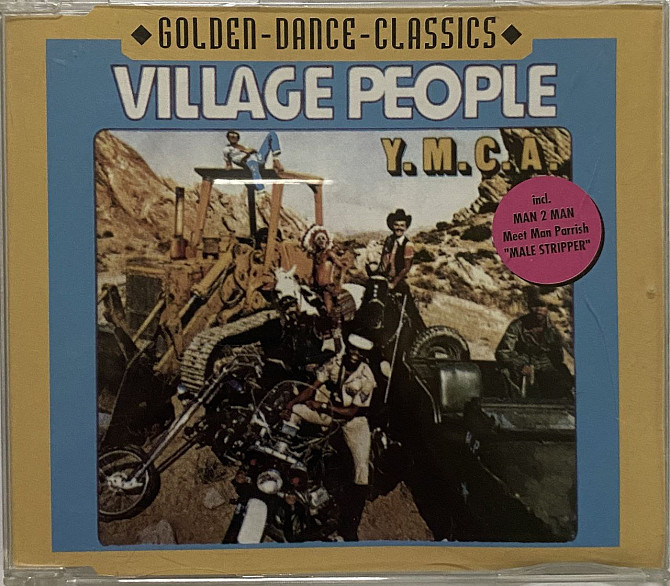 ◆GOLDEN-DANCE-CLASSICS◆
VILLAGE PEOPLE
Y.M.C.A.
incl.
MAN 2 MAN
Meet Man Parrish
"MALE STRIPPER"